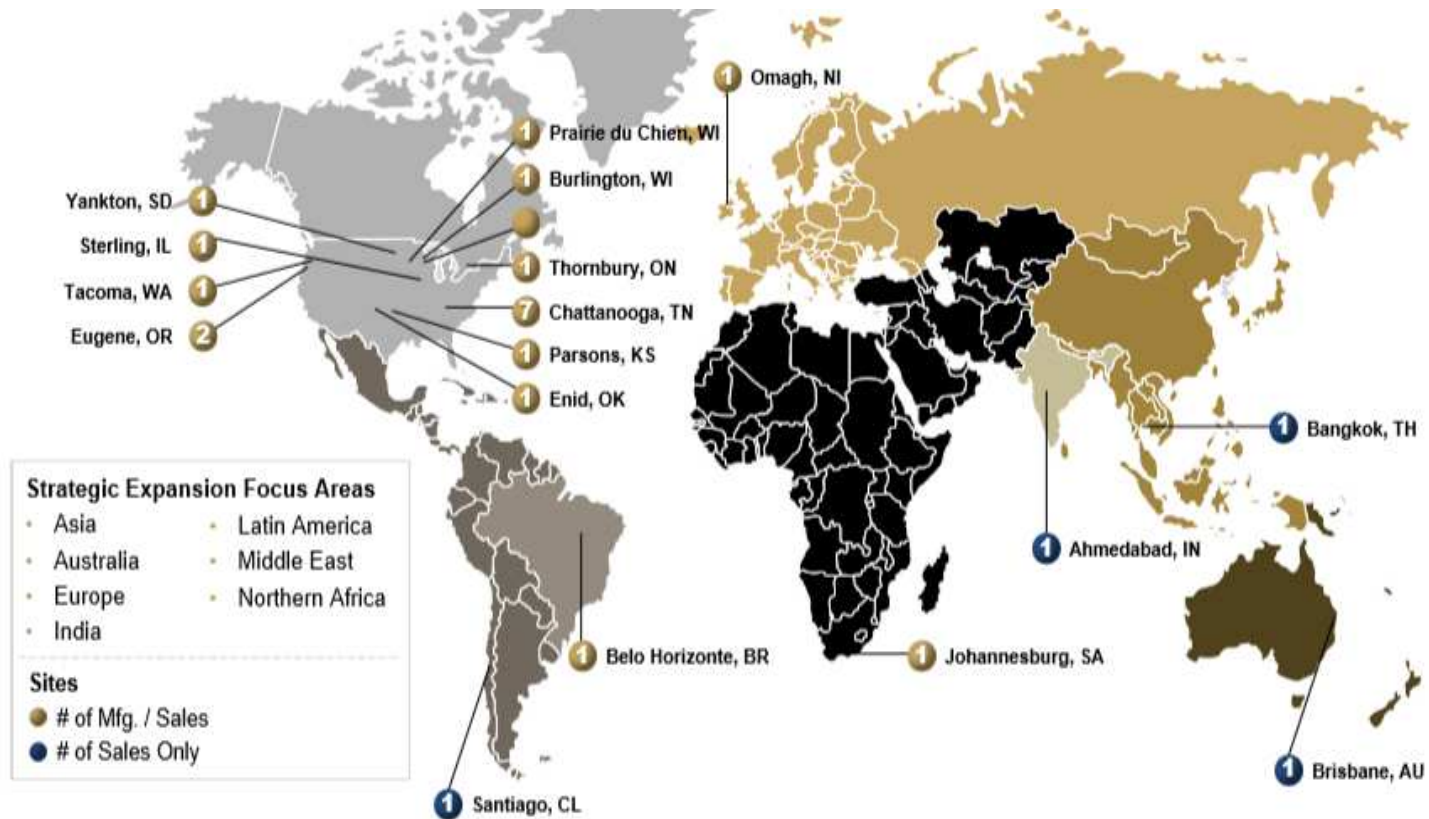 1 Omagh, NI
1 Prairie du Chien, WI
1 Burlington, WI
Yankton, SD 1
Sterling, IL 1
1 Thornbury, ON
Tacoma, WA 1
7 Chattanooga, TN
Eugene, OR 2
1 Parsons, KS
1 Enid, OK
1 Bangkok, TH
Strategic Expansion Focus Areas
• Asia
• Latin America
• Australia
• Middle East
• Europe
• Northern Africa
• India
1 Ahmedabad, IN
1 Belo Horizonte, BR
1 Johannesburg, SA
Sites
# of Mfg. / Sales
# of Sales Only
1 Brisbane, AU
1 Santiago, CL